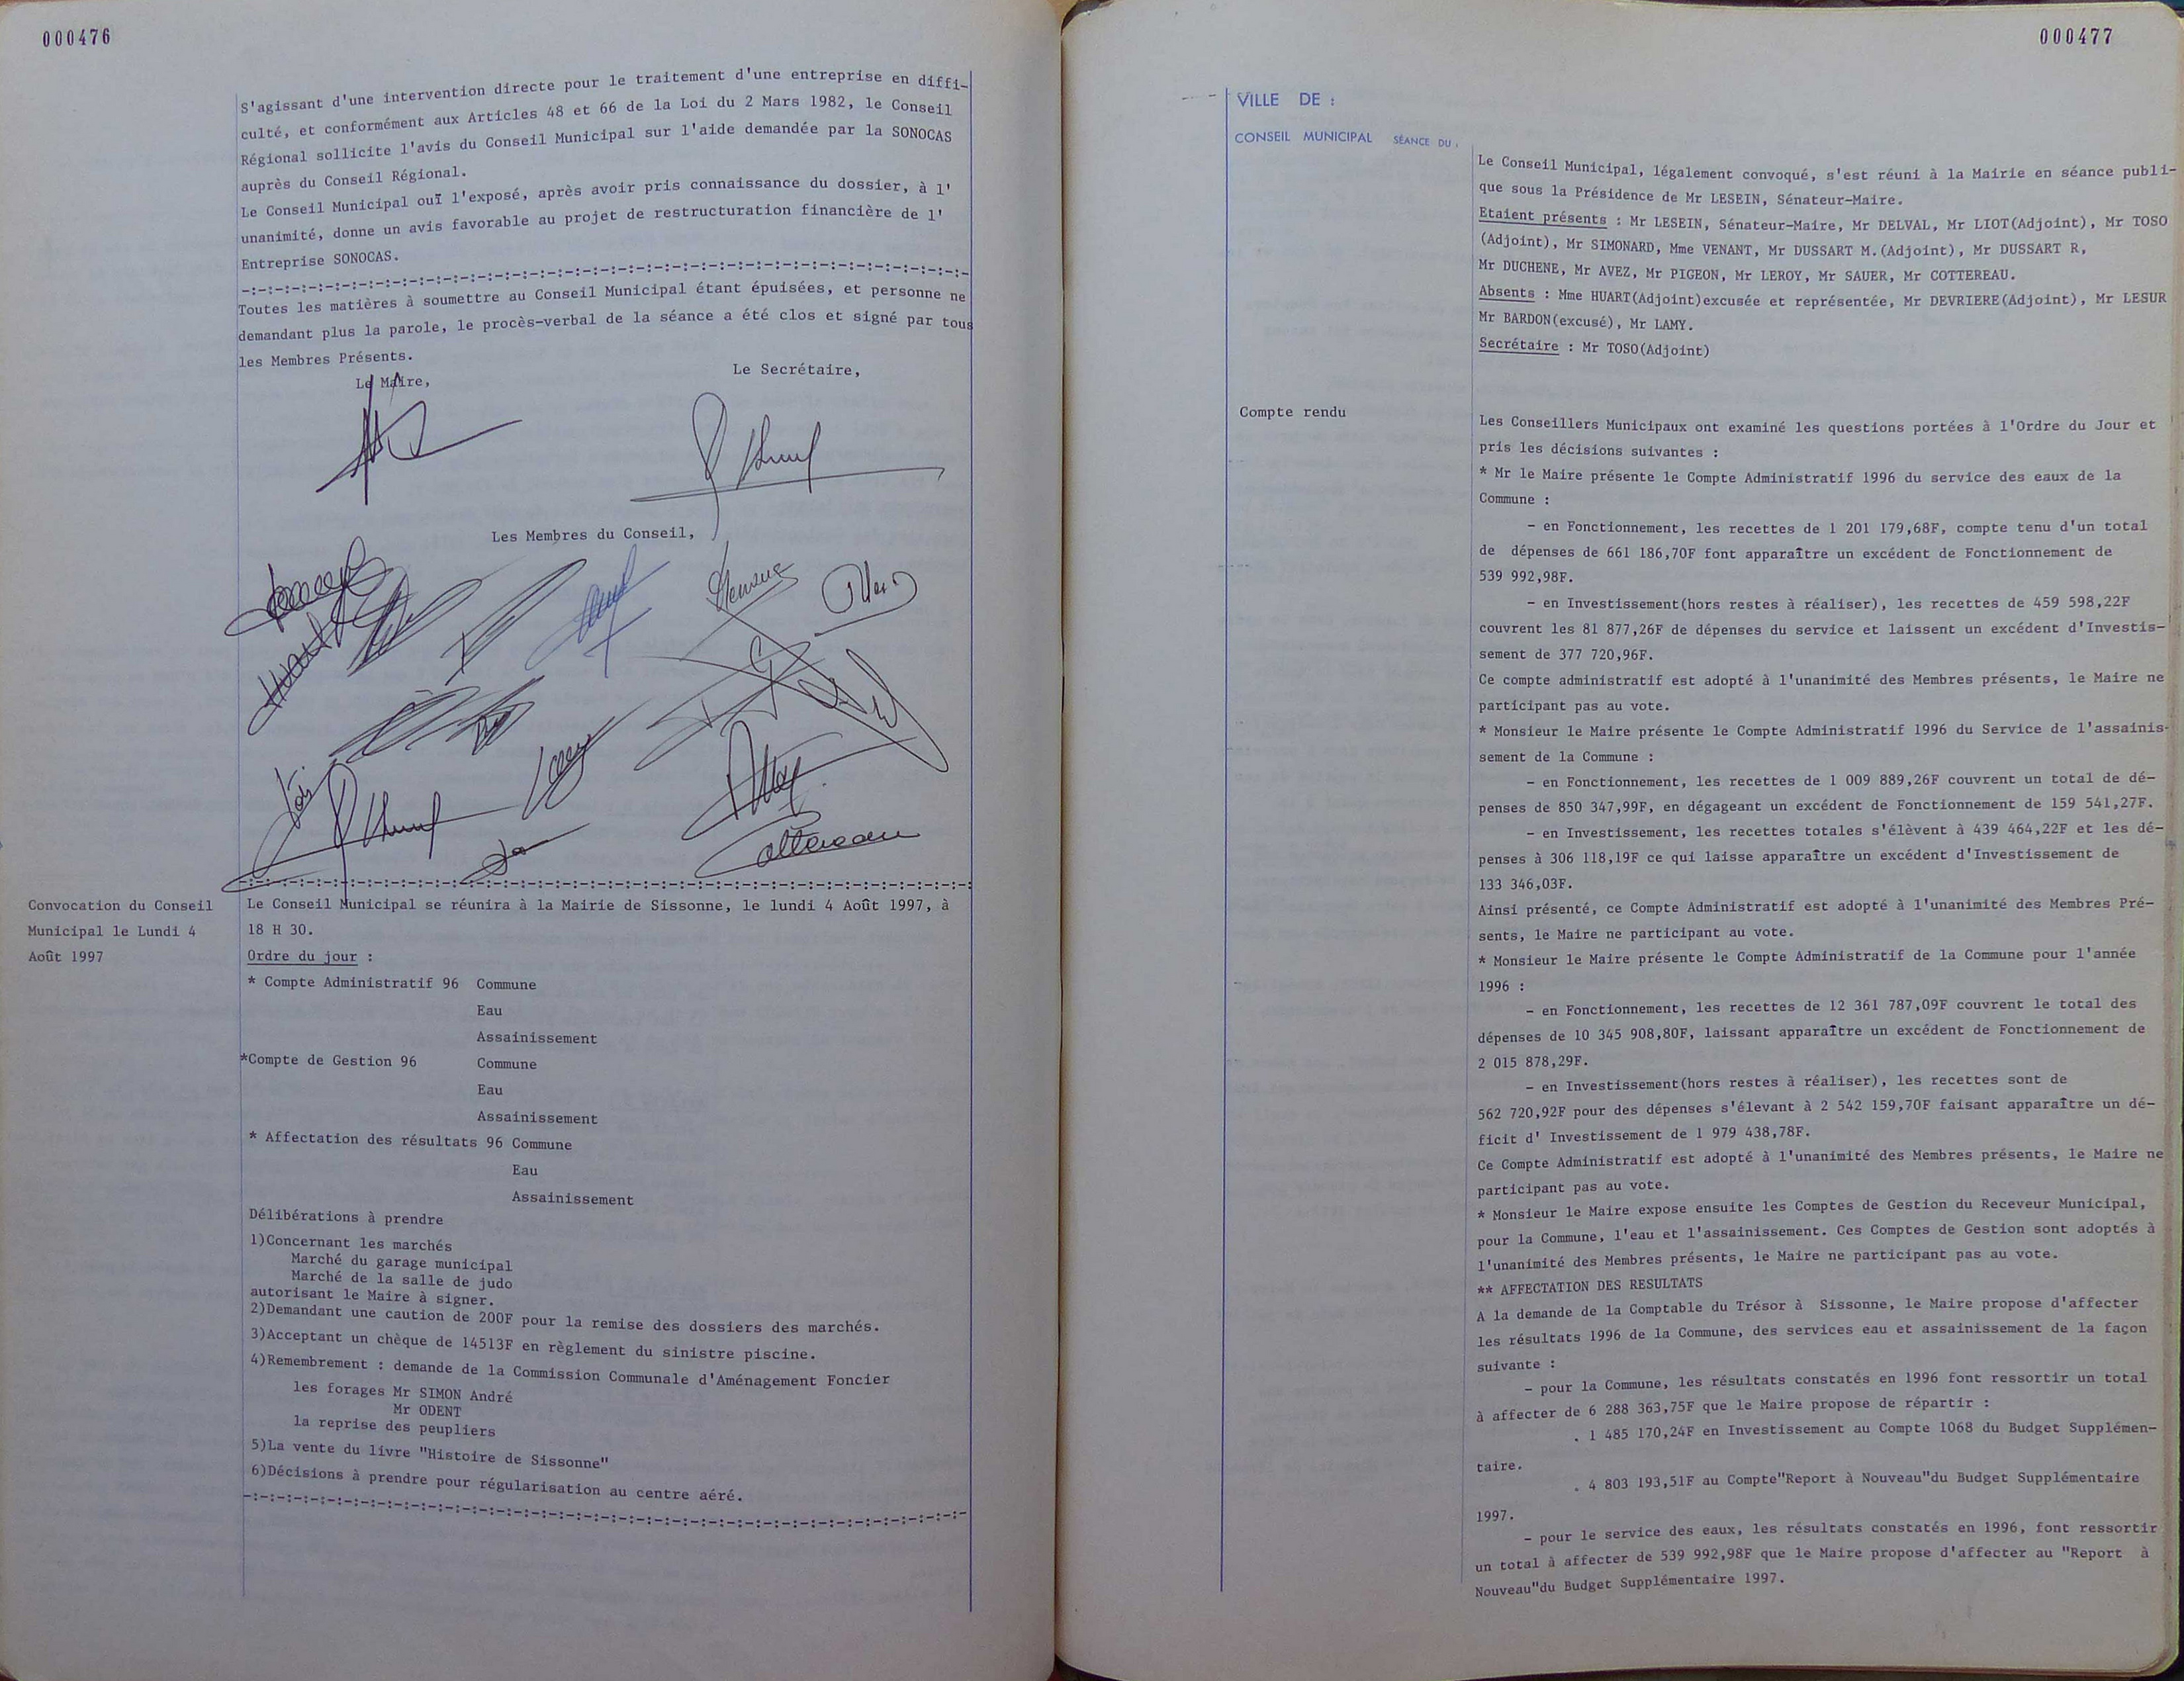 000476
S'agissant d'une intervention directe pour le traitement d'une entreprise en diffi-
culté, et conformément aux Articles 48 et 66 de la Loi du 2 Mars 1982, le Conseil
Régional sollicite l'avis du Conseil Municipal sur l'aide demandée par la SONOCAS
auprès du Conseil Régional.
Le Conseil Municipal ouï l'exposé, après avoir pris connaissance du dossier, à l'
unanimité, donne un avis favorable au projet de restructuration financière de l'
Entreprise SONOCAS.
Toutes les matières à soumettre au Conseil Municipal étant épuisées, et personne ne
demandant plus la parole, le procès-verbal de la séance a été clos et signé par tous
les Membres Présents.
Le Maire,
Le Secrétaire,
Les Membres du Conseil,
Cottereau
Convocation du Conseil
Municipal le Lundi 4
Août 1997
Le Conseil Municipal se réunira à la Mairie de Sissonne, le lundi 4 Août 1997, à
18 H 30.
Ordre du jour :
* Compte Administratif 96 Commune
Eau
Assainissement
*Compte de Gestion 96 Commune
Eau
Assainissement
* Affectation des résultats 96 Commune
Eau
Assainissement
Délibérations à prendre
1)Concernant les marchés
Marché du garage municipal
Marché de la salle de judo
autorisant le Maire à signer.
2)Demandant une caution de 200F pour la remise des dossiers des marchés.
3)Acceptant un chèque de 14513F en règlement du sinistre piscine.
4)Remembrement : demande de la Commission Communale d'Aménagement Foncier
les forages Mr SIMON André
Mr ODENT
la reprise des peupliers
5)La vente du livre "Histoire de Sissonne"
6)Décisions à prendre pour régularisation au centre aéré.
000477
VILLE DE :
CONSEIL MUNICIPAL SÉANCE DU :
Le Conseil Municipal, légalement convoqué, s'est réuni à la Mairie en séance publi-
que sous la Présidence de Mr LESEIN, Sénateur-Maire.
Etaient présents : Mr LESEIN, Sénateur-Maire, Mr DELVAL, Mr LIOT(Adjoint), Mr TOSO
(Adjoint), Mr SIMONARD, Mme VENANT, Mr DUSSART M.(Adjoint), Mr DUSSART R,
Mr DUCHENE, Mr AVEZ, Mr PIGEON, Mr LEROY, Mr SAUER, Mr COTTEREAU.
Absents : Mme HUART(Adjoint)excusée et représentée, Mr DEVRIERE(Adjoint), Mr LESUR
Mr BARDON(excusé), Mr LAMY.
Secrétaire : Mr TOSO(Adjoint)
Compte rendu
Les Conseillers Municipaux ont examiné les questions portées à l'Ordre du Jour et
pris les décisions suivantes :
* Mr le Maire présente le Compte Administratif 1996 du service des eaux de la
Commune :
- en Fonctionnement, les recettes de 1 201 179,68F, compte tenu d'un total
de dépenses de 661 186,70F font apparaître un excédent de Fonctionnement de
539 992,98F.
- en Investissement(hors restes à réaliser), les recettes de 459 598,22F
couvrent les 81 877,26F de dépenses du service et laissent un excédent d'Investis-
sement de 377 720,96F.
Ce compte administratif est adopté à l'unanimité des Membres présents, le Maire ne
participant pas au vote.
* Monsieur le Maire présente le Compte Administratif 1996 du Service de l'assainis-
sement de la Commune :
- en Fonctionnement, les recettes de 1 009 889,26F couvrent un total de dé-
penses de 850 347,99F, en dégageant un excédent de Fonctionnement de 159 541,27F.
- en Investissement, les recettes totales s'élèvent à 439 464,22F et les dé-
penses à 306 118,19F ce qui laisse apparaître un excédent d'Investissement de
133 346,03F.
Ainsi présenté, ce Compte Administratif est adopté à l'unanimité des Membres Pré-
sents, le Maire ne participant au vote.
* Monsieur le Maire présente le Compte Administratif de la Commune pour l'année
1996 :
- en Fonctionnement, les recettes de 12 361 787,09F couvrent le total des
dépenses de 10 345 908,80F, laissant apparaître un excédent de Fonctionnement de
2 015 878,29F.
- en Investissement(hors restes à réaliser), les recettes sont de
562 720,92F pour des dépenses s'élevant à 2 542 159,70F faisant apparaître un dé-
ficit d' Investissement de 1 979 438,78F.
Ce Compte Administratif est adopté à l'unanimité des Membres présents, le Maire ne
participant pas au vote.
* Monsieur le Maire expose ensuite les Comptes de Gestion du Receveur Municipal,
pour la Commune, l'eau et l'assainissement. Ces Comptes de Gestion sont adoptés à
l'unanimité des Membres présents, le Maire ne participant pas au vote.
** AFFECTATION DES RESULTATS
A la demande de la Comptable du Trésor à Sissonne, le Maire propose d'affecter
les résultats 1996 de la Commune, des services eau et assainissement de la façon
suivante :
- pour la Commune, les résultats constatés en 1996 font ressortir un total
à affecter de 6 288 363,75F que le Maire propose de répartir :
. 1 485 170,24F en Investissement au Compte 1068 du Budget Supplémen-
taire.
. 4 803 193,51F au Compte"Report à Nouveau"du Budget Supplémentaire
1997.
- pour le service des eaux, les résultats constatés en 1996, font ressortir
un total à affecter de 539 992,98F que le Maire propose d'affecter au "Report à
Nouveau"du Budget Supplémentaire 1997.